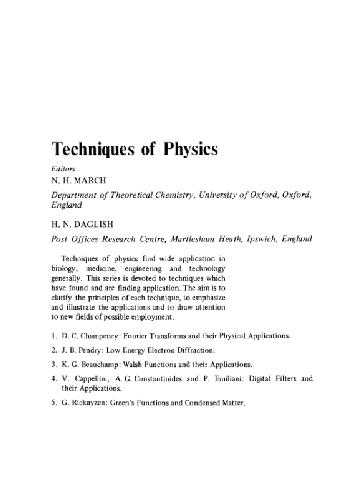 Techniques of Physics
Editors
N. H. MARCH
Department of Theoretical Chemistry, University of Oxford, Oxford,
England
H. N. DAGLISH
Post Offices Research Centre, Martlesham Heath, Ipswich, England
Techniques of physics find wide application in
biology, medicine, engineering and technology
generally. This series is devoted to techniques which
have found and are finding application. The aim is to
clarify the principles of each technique, to emphasize
and illustrate the applications and to draw attention
to new fields of possible employment.
1. D. C. Champeney: Fourier Transforms and their Physical Applications.
2. J. B. Pendry: Low Energy Electron Diffraction.
3. K. G. Beauchamp: Walsh Functions and their Applications.
4. V. Cappellini, A. G. Constantinides and P. Emiliani: Digital Filters and
their Applications.
5. G. Rickayzen: Green's Functions and Condensed Matter.